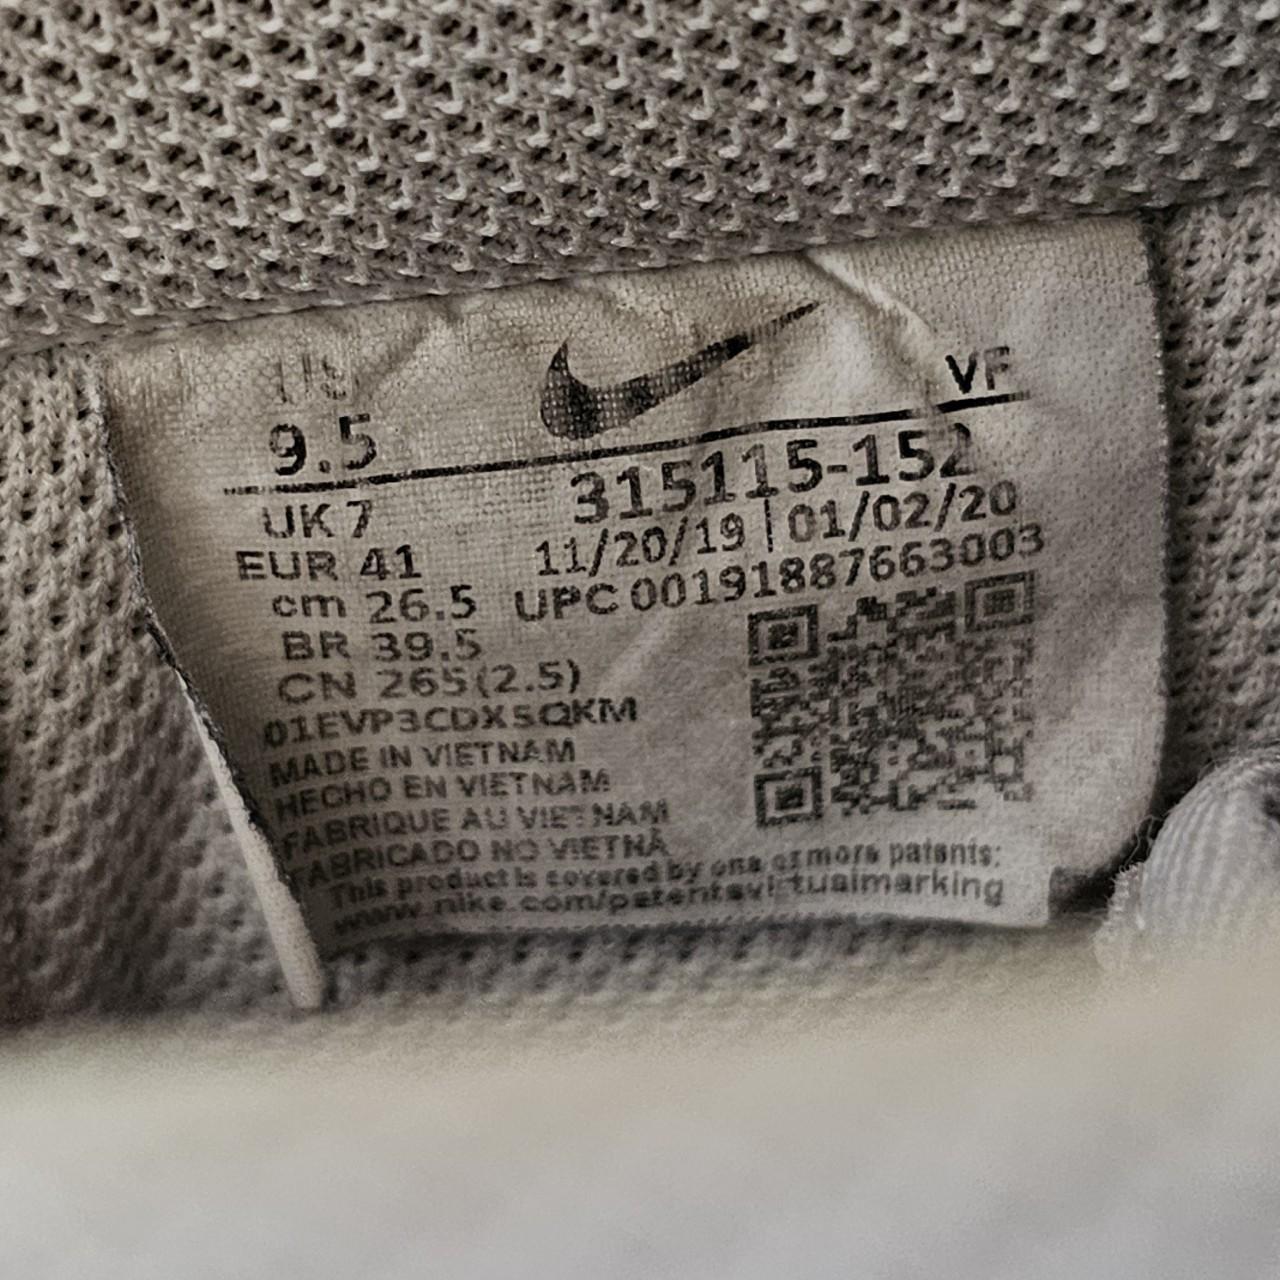 US
9.5
VF
315115-152
UK 7
11/20/19 | 01/02/20
EUR 41
UPC 00191887663003
cm 26.5
BR 39.5
CN 265(2.5)
01EVP3CDX5QKM
MADE IN VIETNAM
HECHO EN VIETNAM
FABRIQUE AU VIETNAM
FABRICADO NO VIETNÃ
This product is covered by one or more patents:
www.nike.com/patentsvirtualmarking